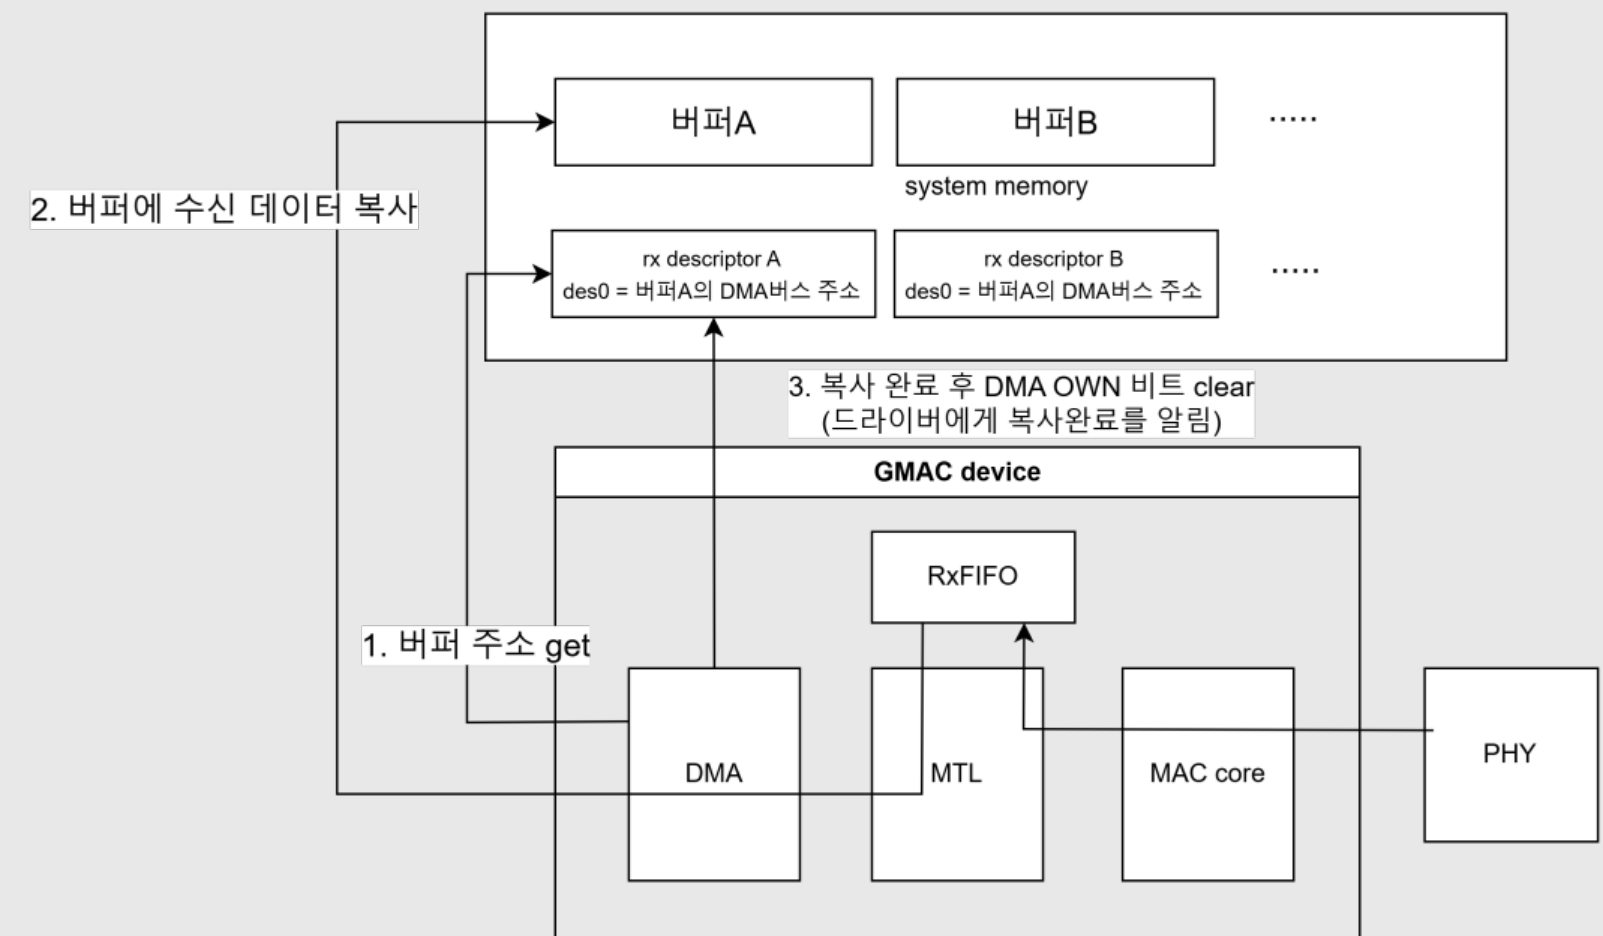 버퍼A
버퍼B
.....
system memory
2. 버퍼에 수신 데이터 복사
rx descriptor A
des0 = 버퍼A의 DMA버스 주소
rx descriptor B
des0 = 버퍼A의 DMA버스 주소
.....
3. 복사 완료 후 DMA OWN 비트 clear
(드라이버에게 복사완료를 알림)
GMAC device
RxFIFO
1. 버퍼 주소 get
DMA
MTL
MAC core
PHY